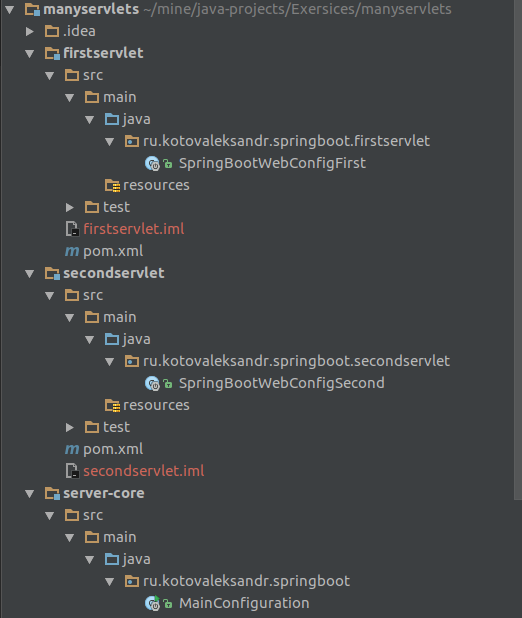 manyservlets ~/mine/java-projects/Exersices/manyservlets
.idea
firstservlet
src
main
java
ru.kotovaleksandr.springboot.firstservlet
SpringBootWebConfigFirst
resources
test
firstservlet.iml
pom.xml
secondservlet
src
main
java
ru.kotovaleksandr.springboot.secondservlet
SpringBootWebConfigSecond
resources
test
pom.xml
secondservlet.iml
server-core
src
main
java
ru.kotovaleksandr.springboot
MainConfiguration